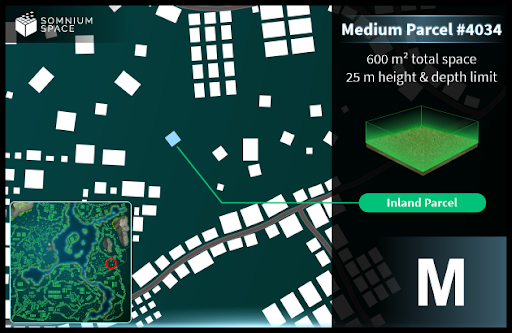 SOMNIUM
SPACE
Medium Parcel #4034
600 m² total space
25 m height & depth limit
Inland Parcel
M